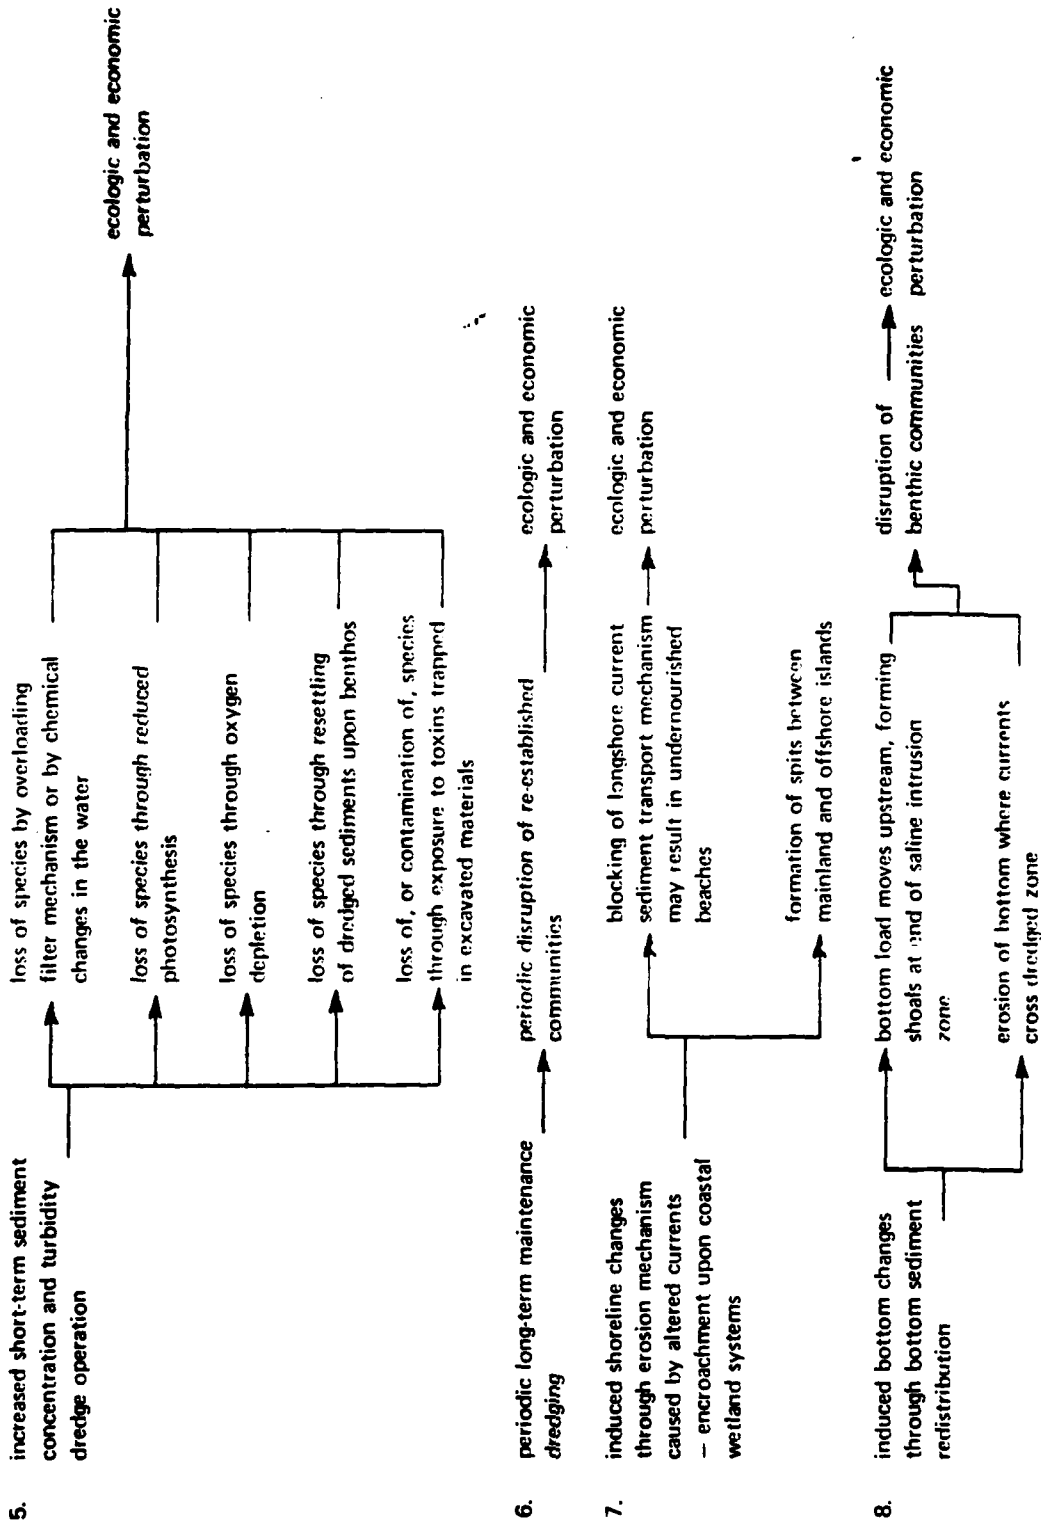 5.
increased short-term sediment
concentration and turbidity
dredge operation
loss of species by overloading
filter mechanism or by chemical
changes in the water
loss of species through reduced
photosynthesis
loss of species through oxygen
depletion
loss of species through resettling
of dredged sediments upon benthos
loss of, or contamination of, species
through exposure to toxins trapped
in excavated materials
ecologic and economic
perturbation
6.
periodic long-term maintenance
dredging
periodic disruption of re-established
communities
ecologic and economic
perturbation
7.
induced shoreline changes
through erosion mechanism
caused by altered currents
– encroachment upon coastal
wetland systems
blocking of longshore current
sediment transport mechanism
may result in undernourished
beaches
ecologic and economic
perturbation
formation of spits between
mainland and offshore islands
8.
induced bottom changes
through bottom sediment
redistribution
bottom load moves upstream, forming
shoals at end of saline intrusion
zone
erosion of bottom where currents
cross dredged zone
disruption of
benthic communities
ecologic and economic
perturbation